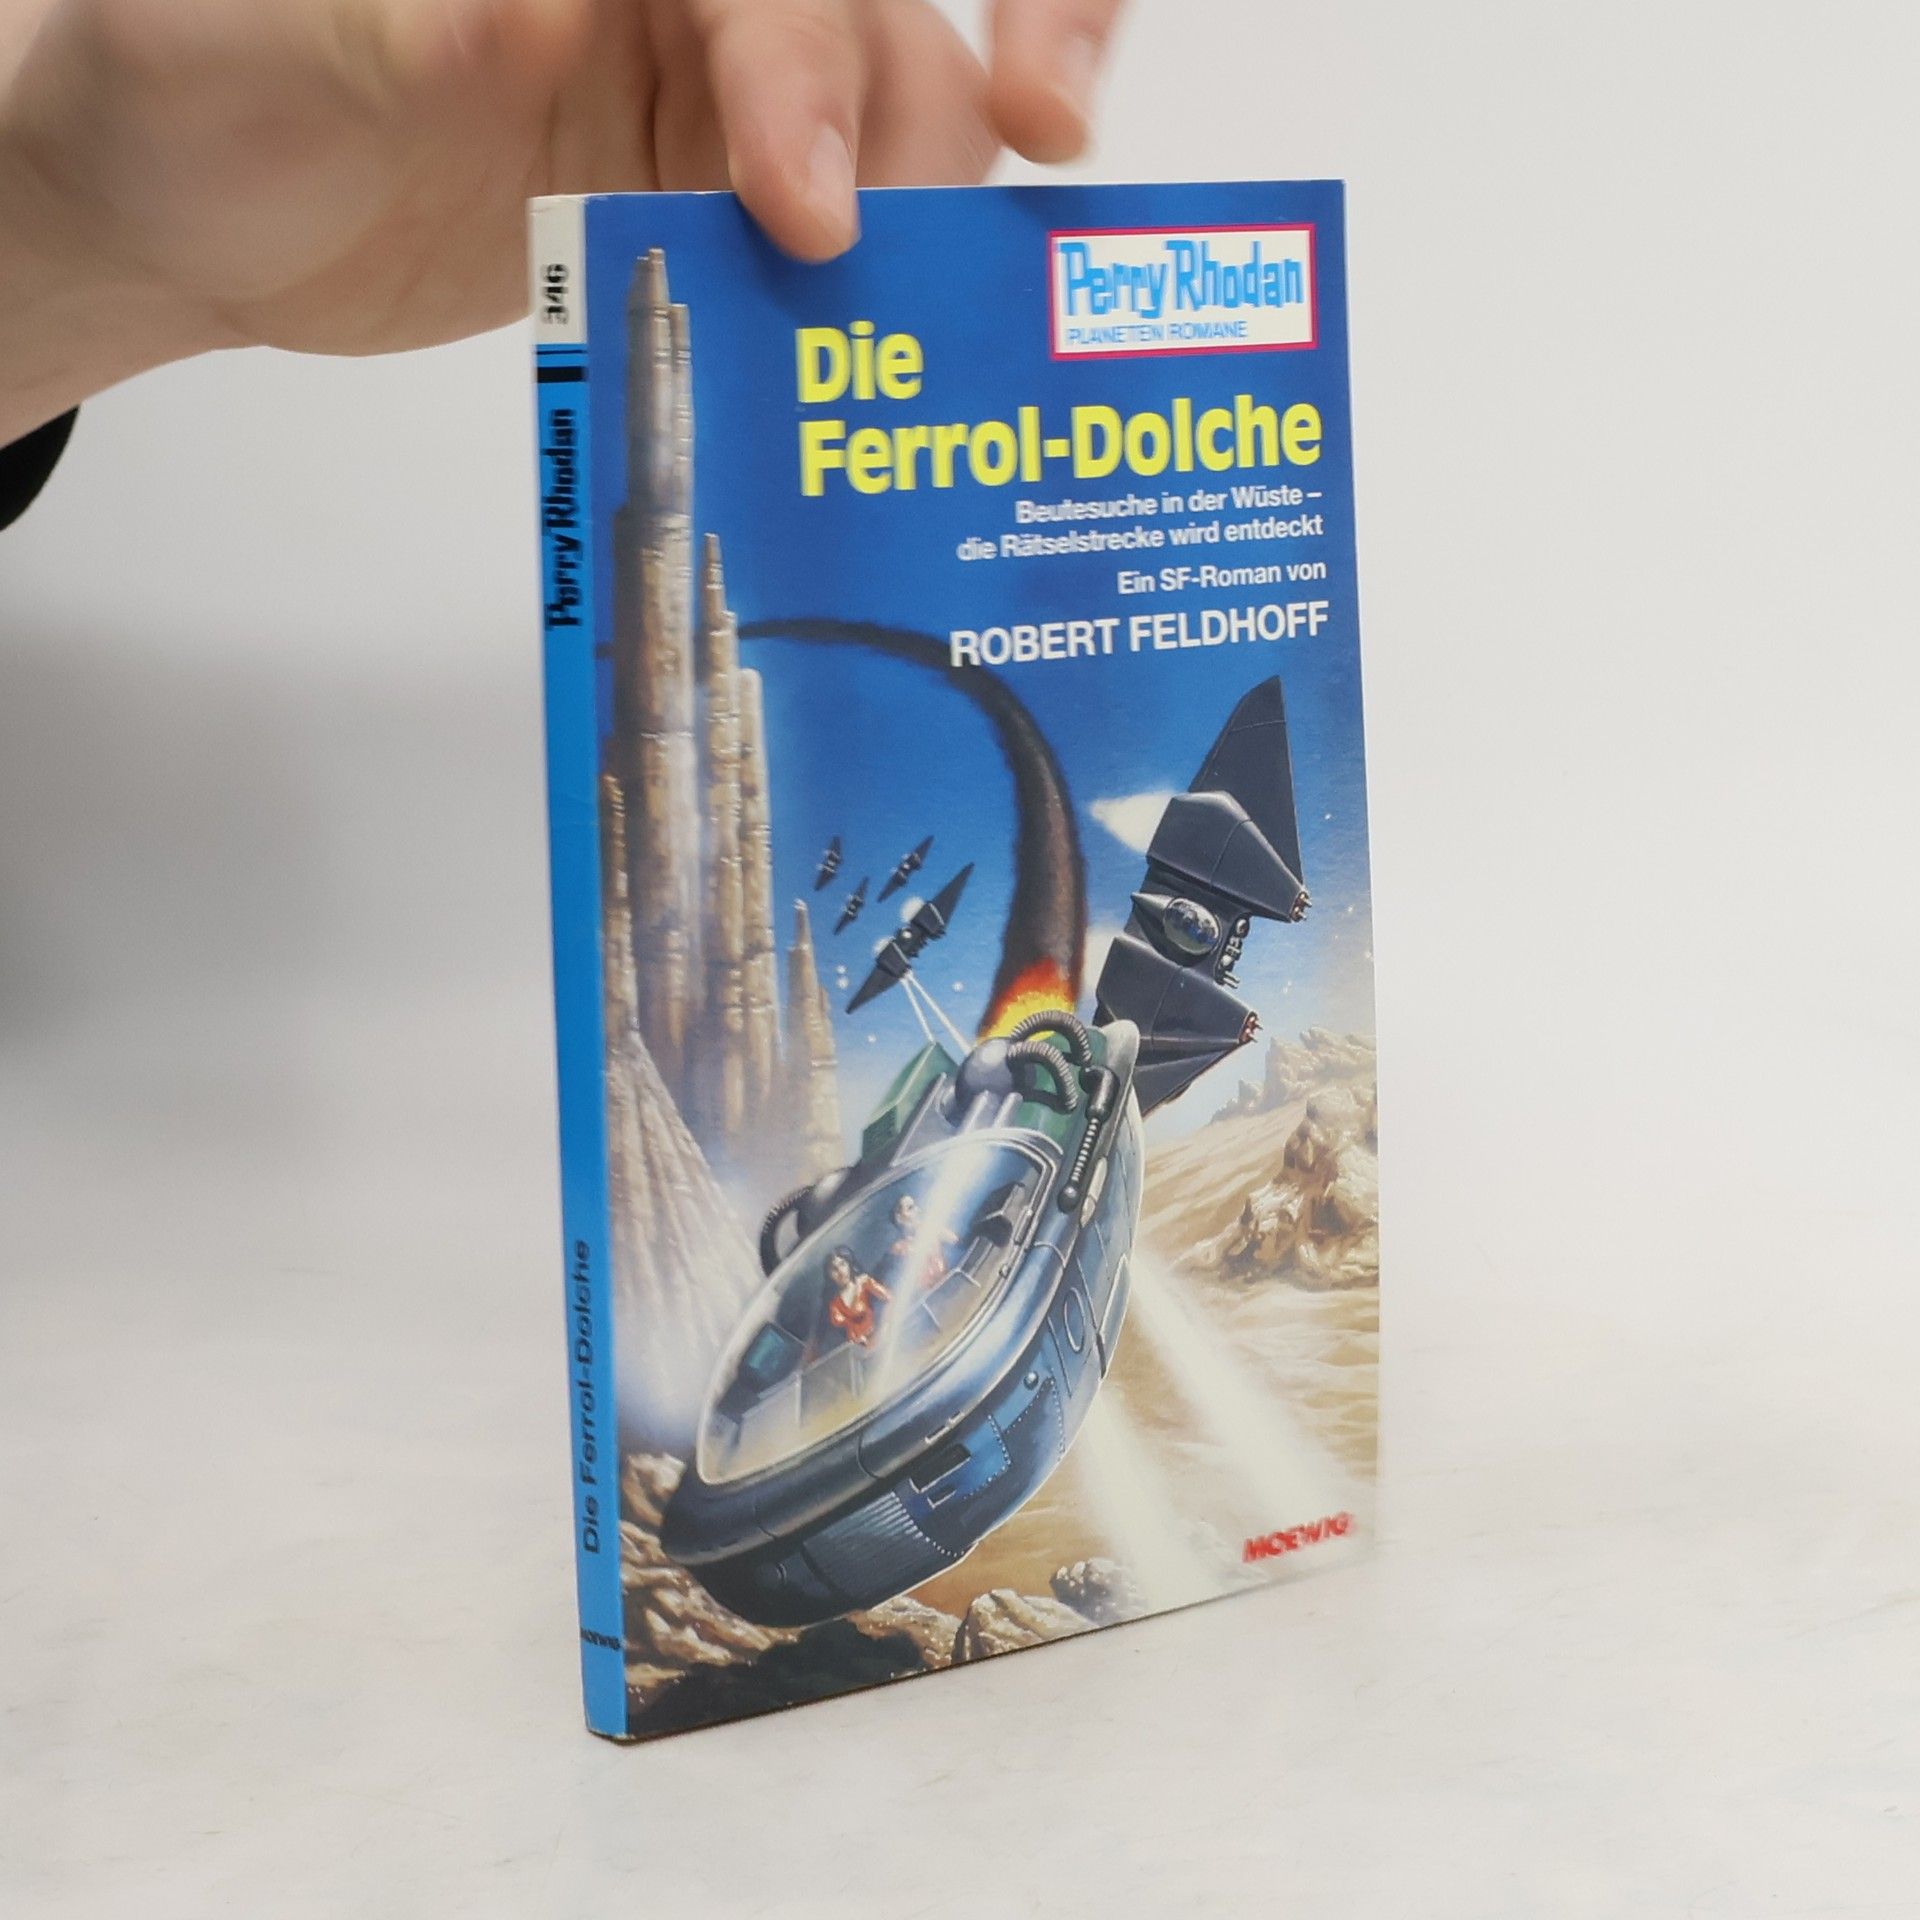 346
Perry Rhodan
Die Ferrol-Dolche
MOEWIG
Perry Rhodan
PLANETEN ROMANE
Die
Ferrol-Dolche
Beutesuche in der Wüste –
die Rätselstrecke wird entdeckt
Ein SF-Roman von
ROBERT FELDHOFF
MOEWIG